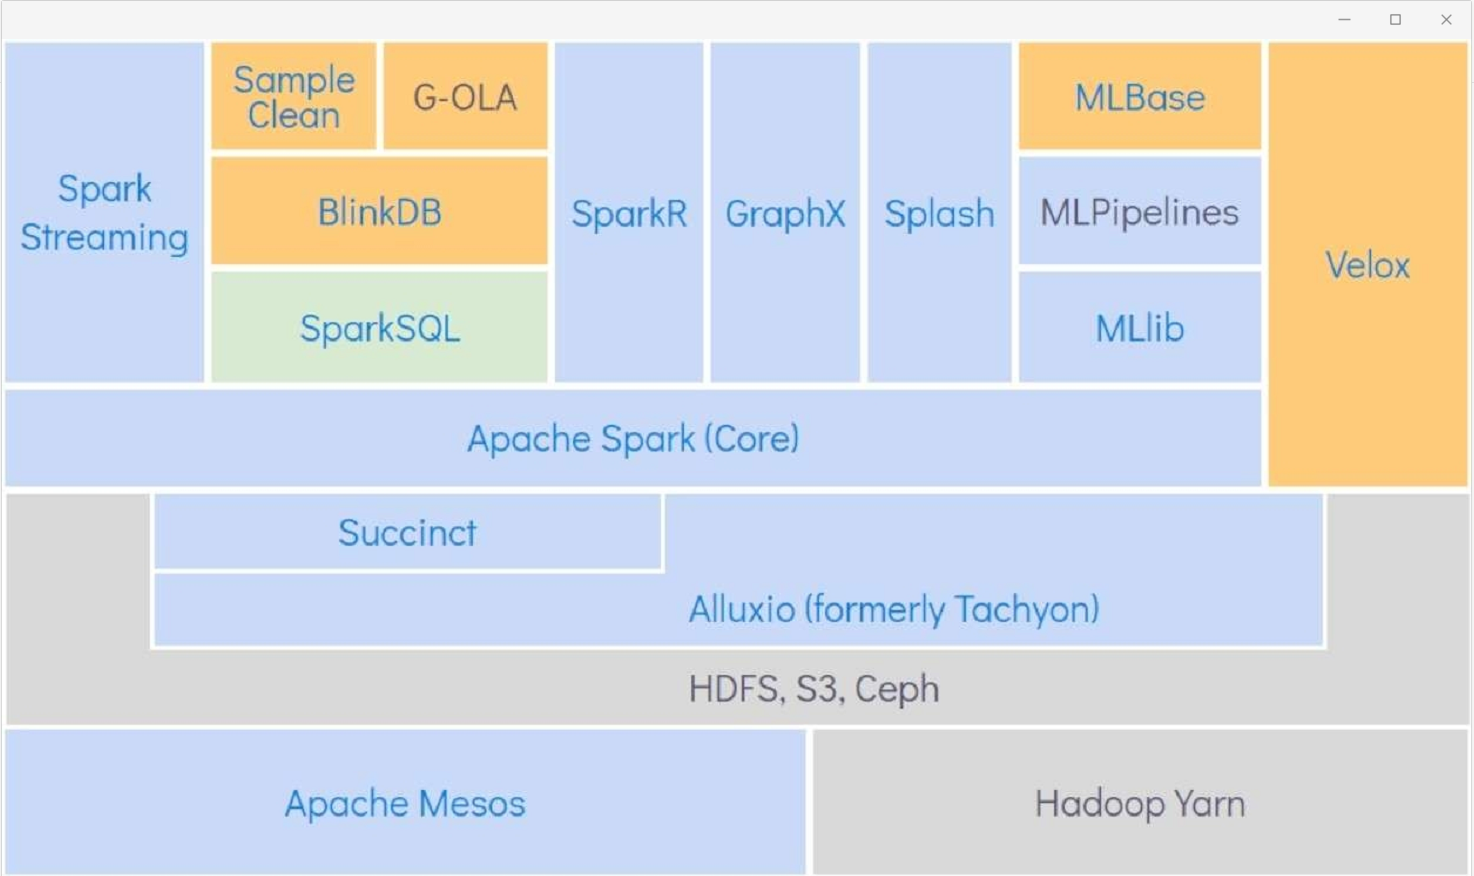 Spark
Streaming
Sample
Clean
G-OLA
BlinkDB
SparkSQL
SparkR
GraphX
Splash
MLBase
MLPipelines
MLlib
Velox
Apache Spark (Core)
Succinct
Alluxio (formerly Tachyon)
HDFS, S3, Ceph
Apache Mesos
Hadoop Yarn